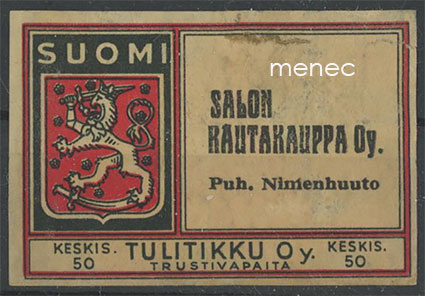 SUOMI
menec
SALON
RAUTAKAUPPA Oy.
Puh. Nimenhuuto
KESKIS. 50
TULITIKKU Oy.
TRUSTIVAPAITA
KESKIS. 50